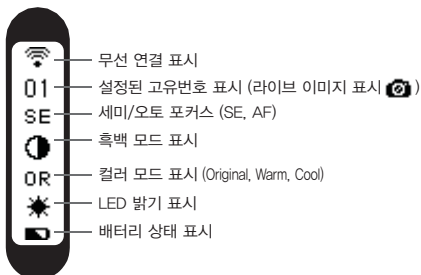 무선 연결 표시
01 설정된 고유번호 표시 (라이브 이미지 표시 )
SE 세미/오토 포커스 (SE, AF)
흑백 모드 표시
OR 컬러 모드 표시 (Original, Warm, Cool)
LED 밝기 표시
배터리 상태 표시